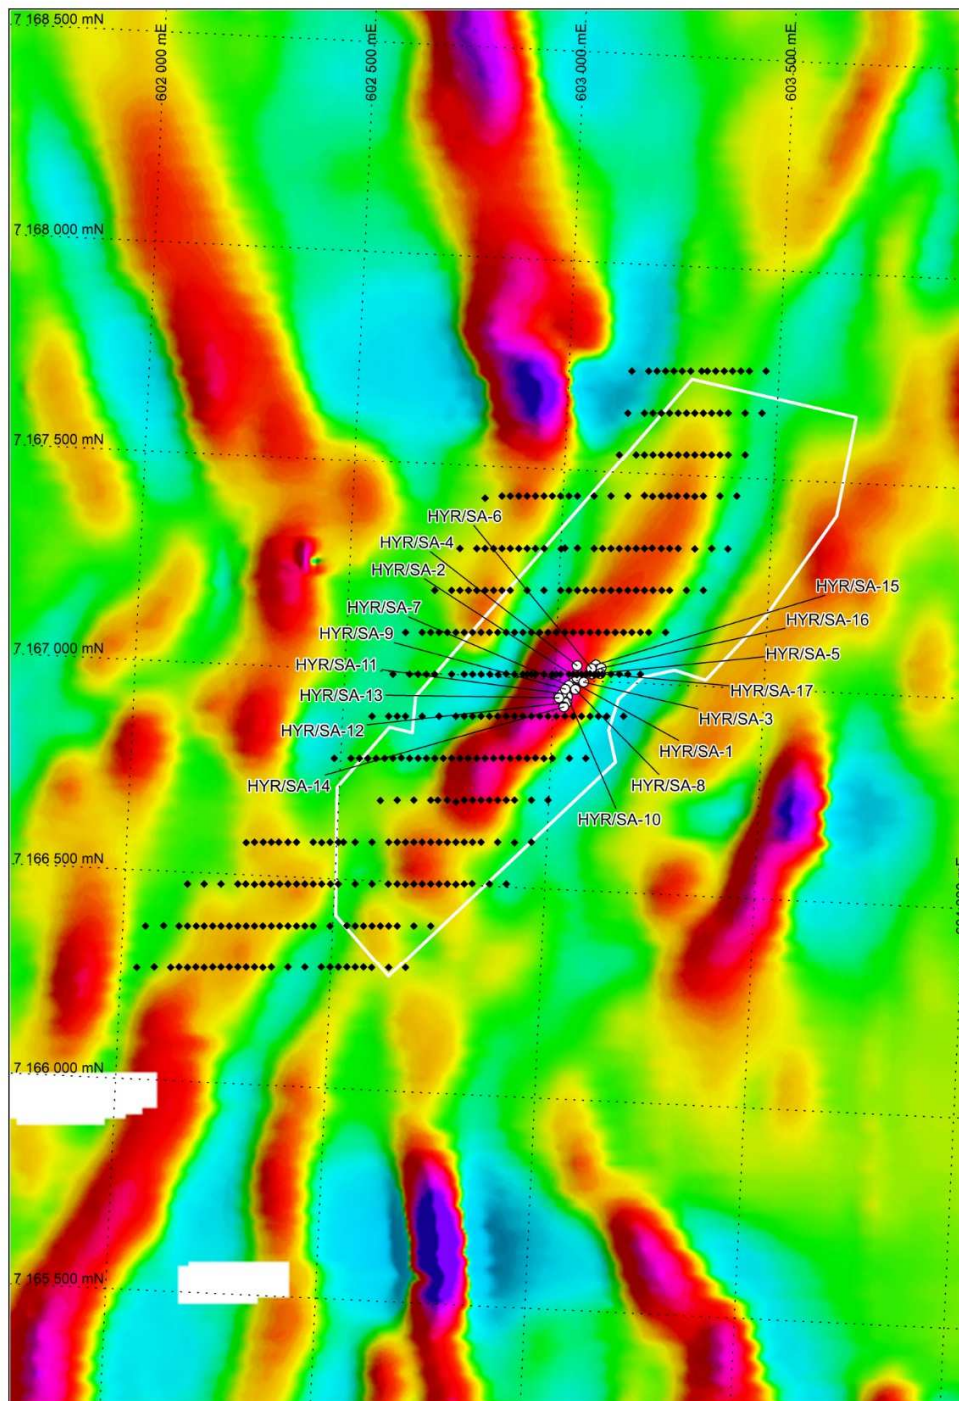 7 168 500 mN
602 000 mE
602 500 mE
603 000 mE
603 500 mE
7 168 000 mN
7 167 500 mN
HYR/SA-6
HYR/SA-4
HYR/SA-2
HYR/SA-15
HYR/SA-7
HYR/SA-16
HYR/SA-9
7 167 000 mN
HYR/SA-5
HYR/SA-11
HYR/SA-17
HYR/SA-13
HYR/SA-3
HYR/SA-12
HYR/SA-1
HYR/SA-14
HYR/SA-8
HYR/SA-10
7 166 500 mN
7 166 000 mN
7 165 500 mN